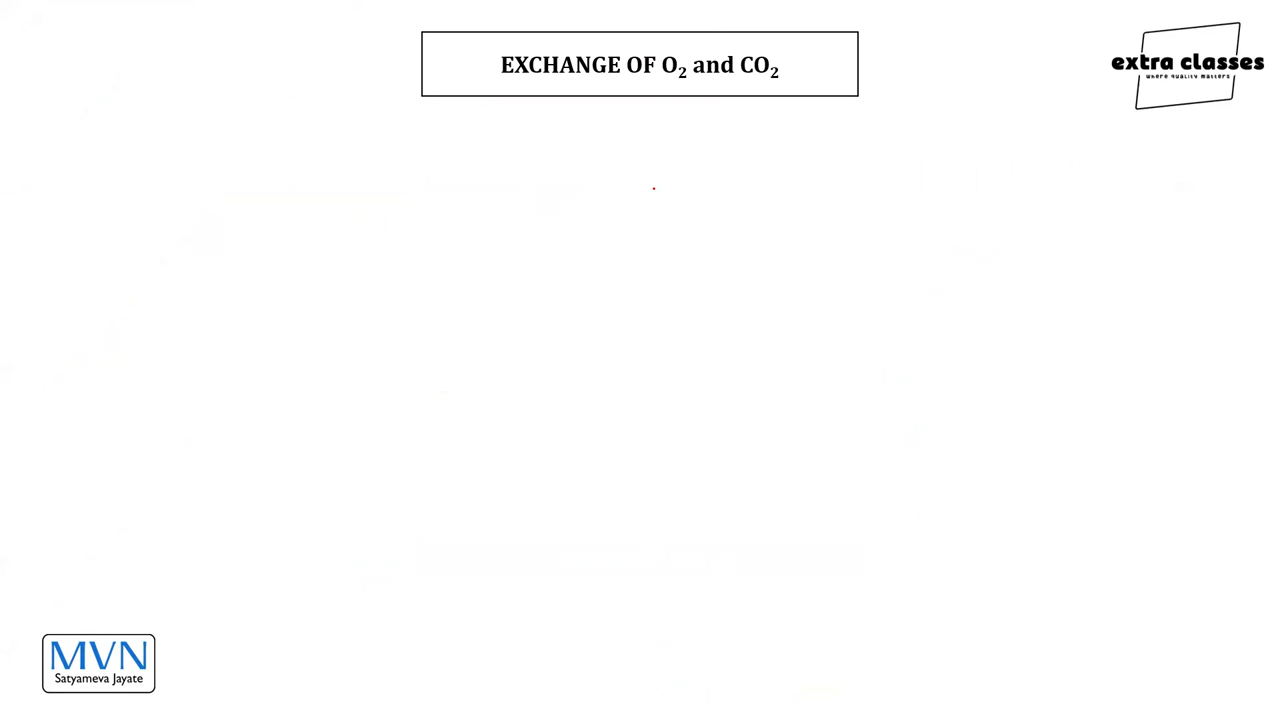 EXCHANGE OF O₂ and CO₂
extra classes
where quality matters
MVN
Satyameva Jayate